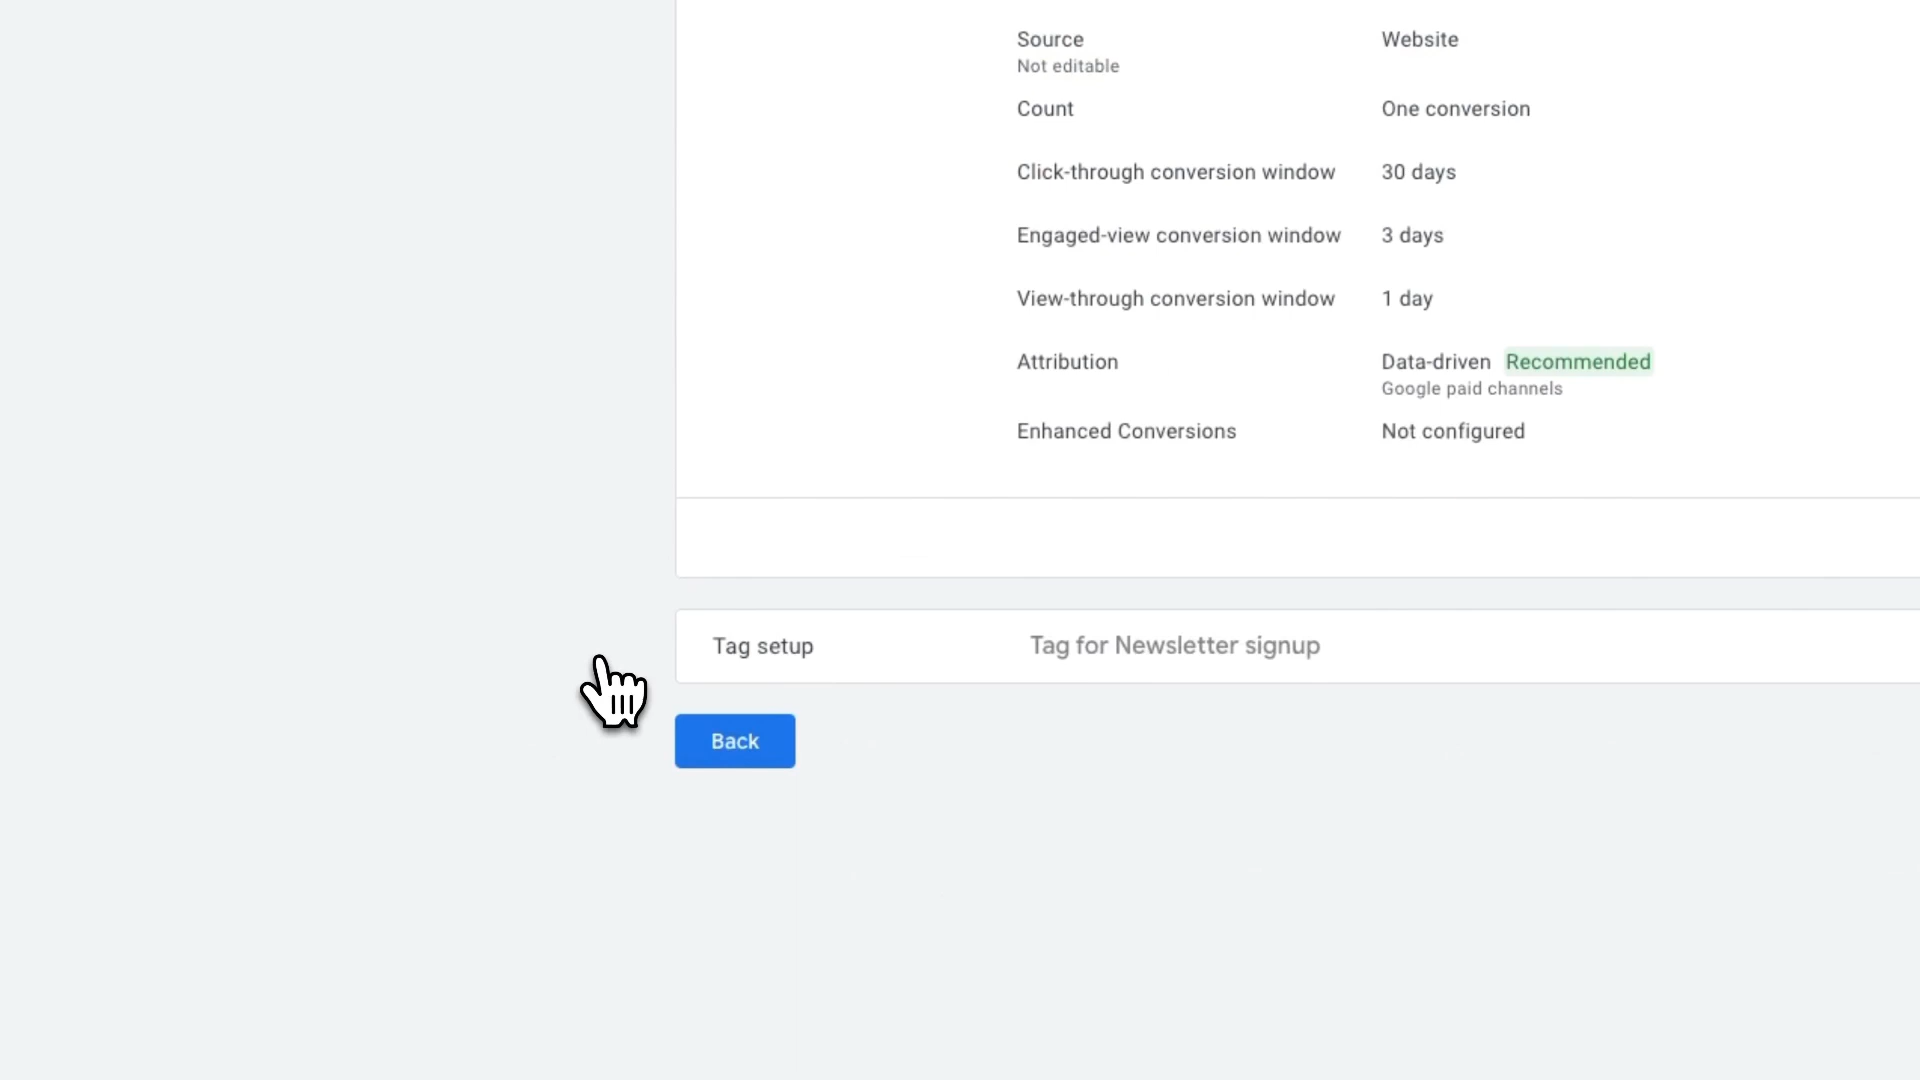 Source Website
Not editable
Count One conversion
Click-through conversion window 30 days
Engaged-view conversion window 3 days
View-through conversion window 1 day
Attribution Data-driven Recommended
Google paid channels
Enhanced Conversions Not configured
Tag setup Tag for Newsletter signup
Back